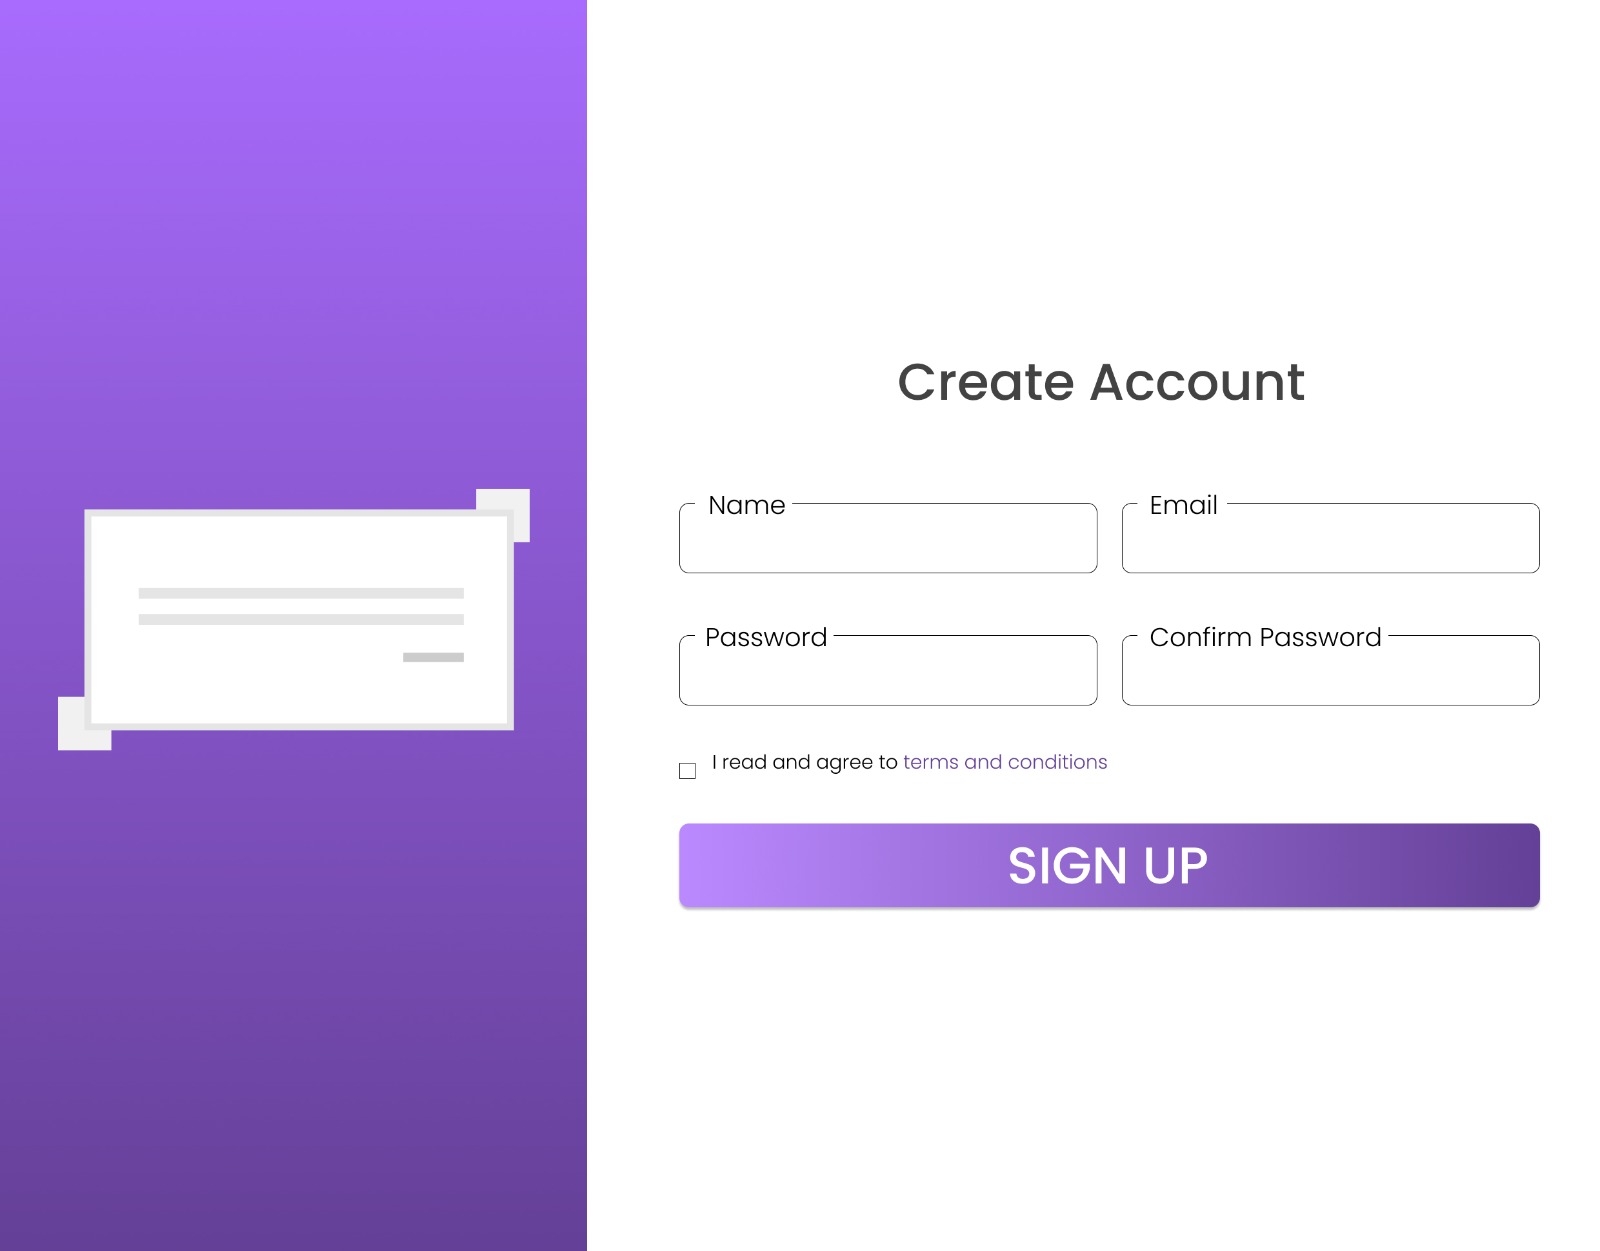 Create Account
Name
Email
Password
Confirm Password
I read and agree to terms and conditions
SIGN UP